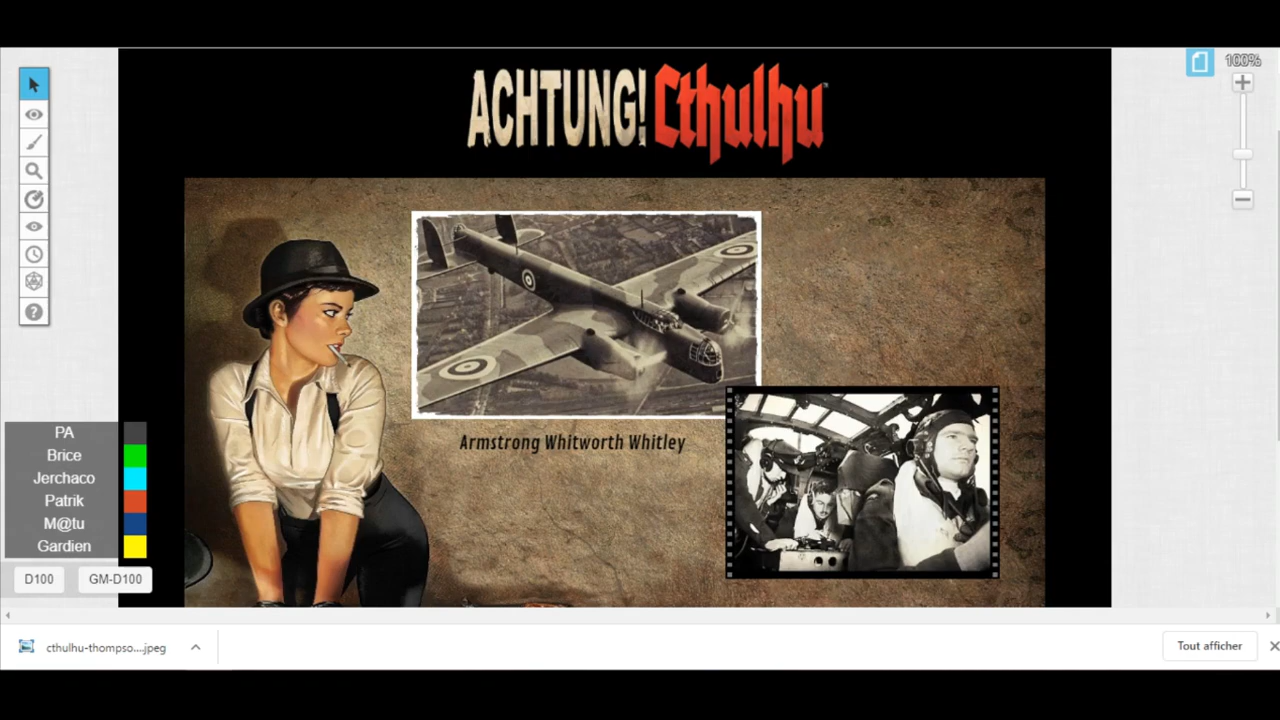 ACHTUNG! Cthulhu
100%
Armstrong Whitworth Whitley
PA
Brice
Jerchaco
Patrik
M@tu
Gardien
D100
GM-D100
cthulhu-thompso....jpeg
Tout afficher